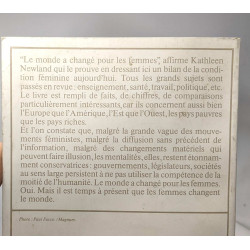 "Le monde a changé pour les femmes", affirme Kathleen
Newland qui le prouve en dressant ici un bilan de la condi-
tion féminine aujourd'hui. Tous les grands sujets sont
passés en revue : enseignement, santé, travail, politique, etc.
Le livre est rempli de faits, de chiffres, de comparaisons
particulièrement intéressantes, car ils concernent aussi bien
l'Europe que l'Amérique, l'Est que l'Ouest, les pays pauvres
que les pays riches.
Et l'on constate que, malgré la grande vague des mouve-
ments féministes, malgré la diffusion sans précédent de
l'information, malgré des changements matériels qui
peuvent faire illusion, les mentalités, elles, restent étonnam-
ment conservatrices : gouvernements, législateurs, sociétés
au sens large persistent à ne pas utiliser la compétence de la
moitié de l'humanité. Le monde a changé pour les femmes.
Oui. Mais il est temps à présent que les femmes changent
le monde.
Photo :